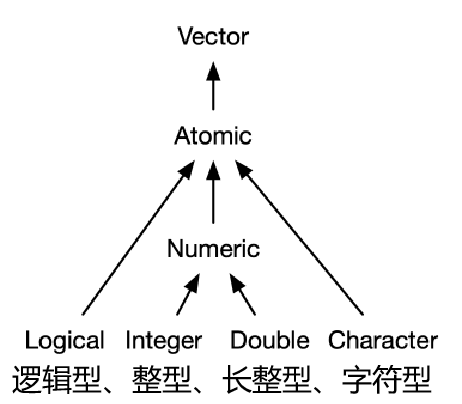 Vector
Atomic
Numeric
Logical Integer Double Character
逻辑型、整型、长整型、字符型